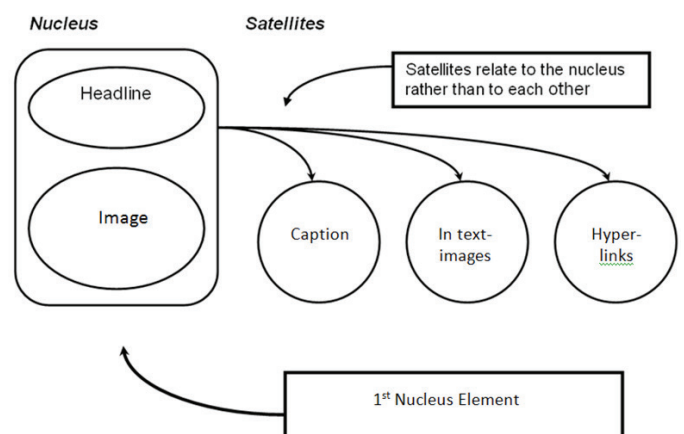 Nucleus
Satellites
Satellites relate to the nucleus
rather than to each other
Headline
Image
Caption
In text-
images
Hyper-
links
1st Nucleus Element